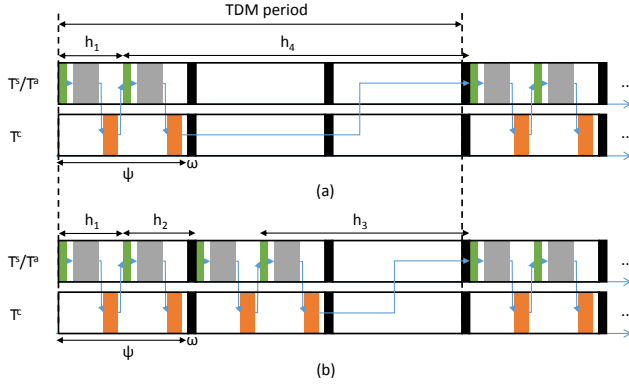 TDM period
h₁
h₄
Tˢ/Tᵃ
...
Tᶜ
...
ψ
ω
(a)
h₁
h₂
h₃
Tˢ/Tᵃ
...
Tᶜ
...
ψ
ω
(b)